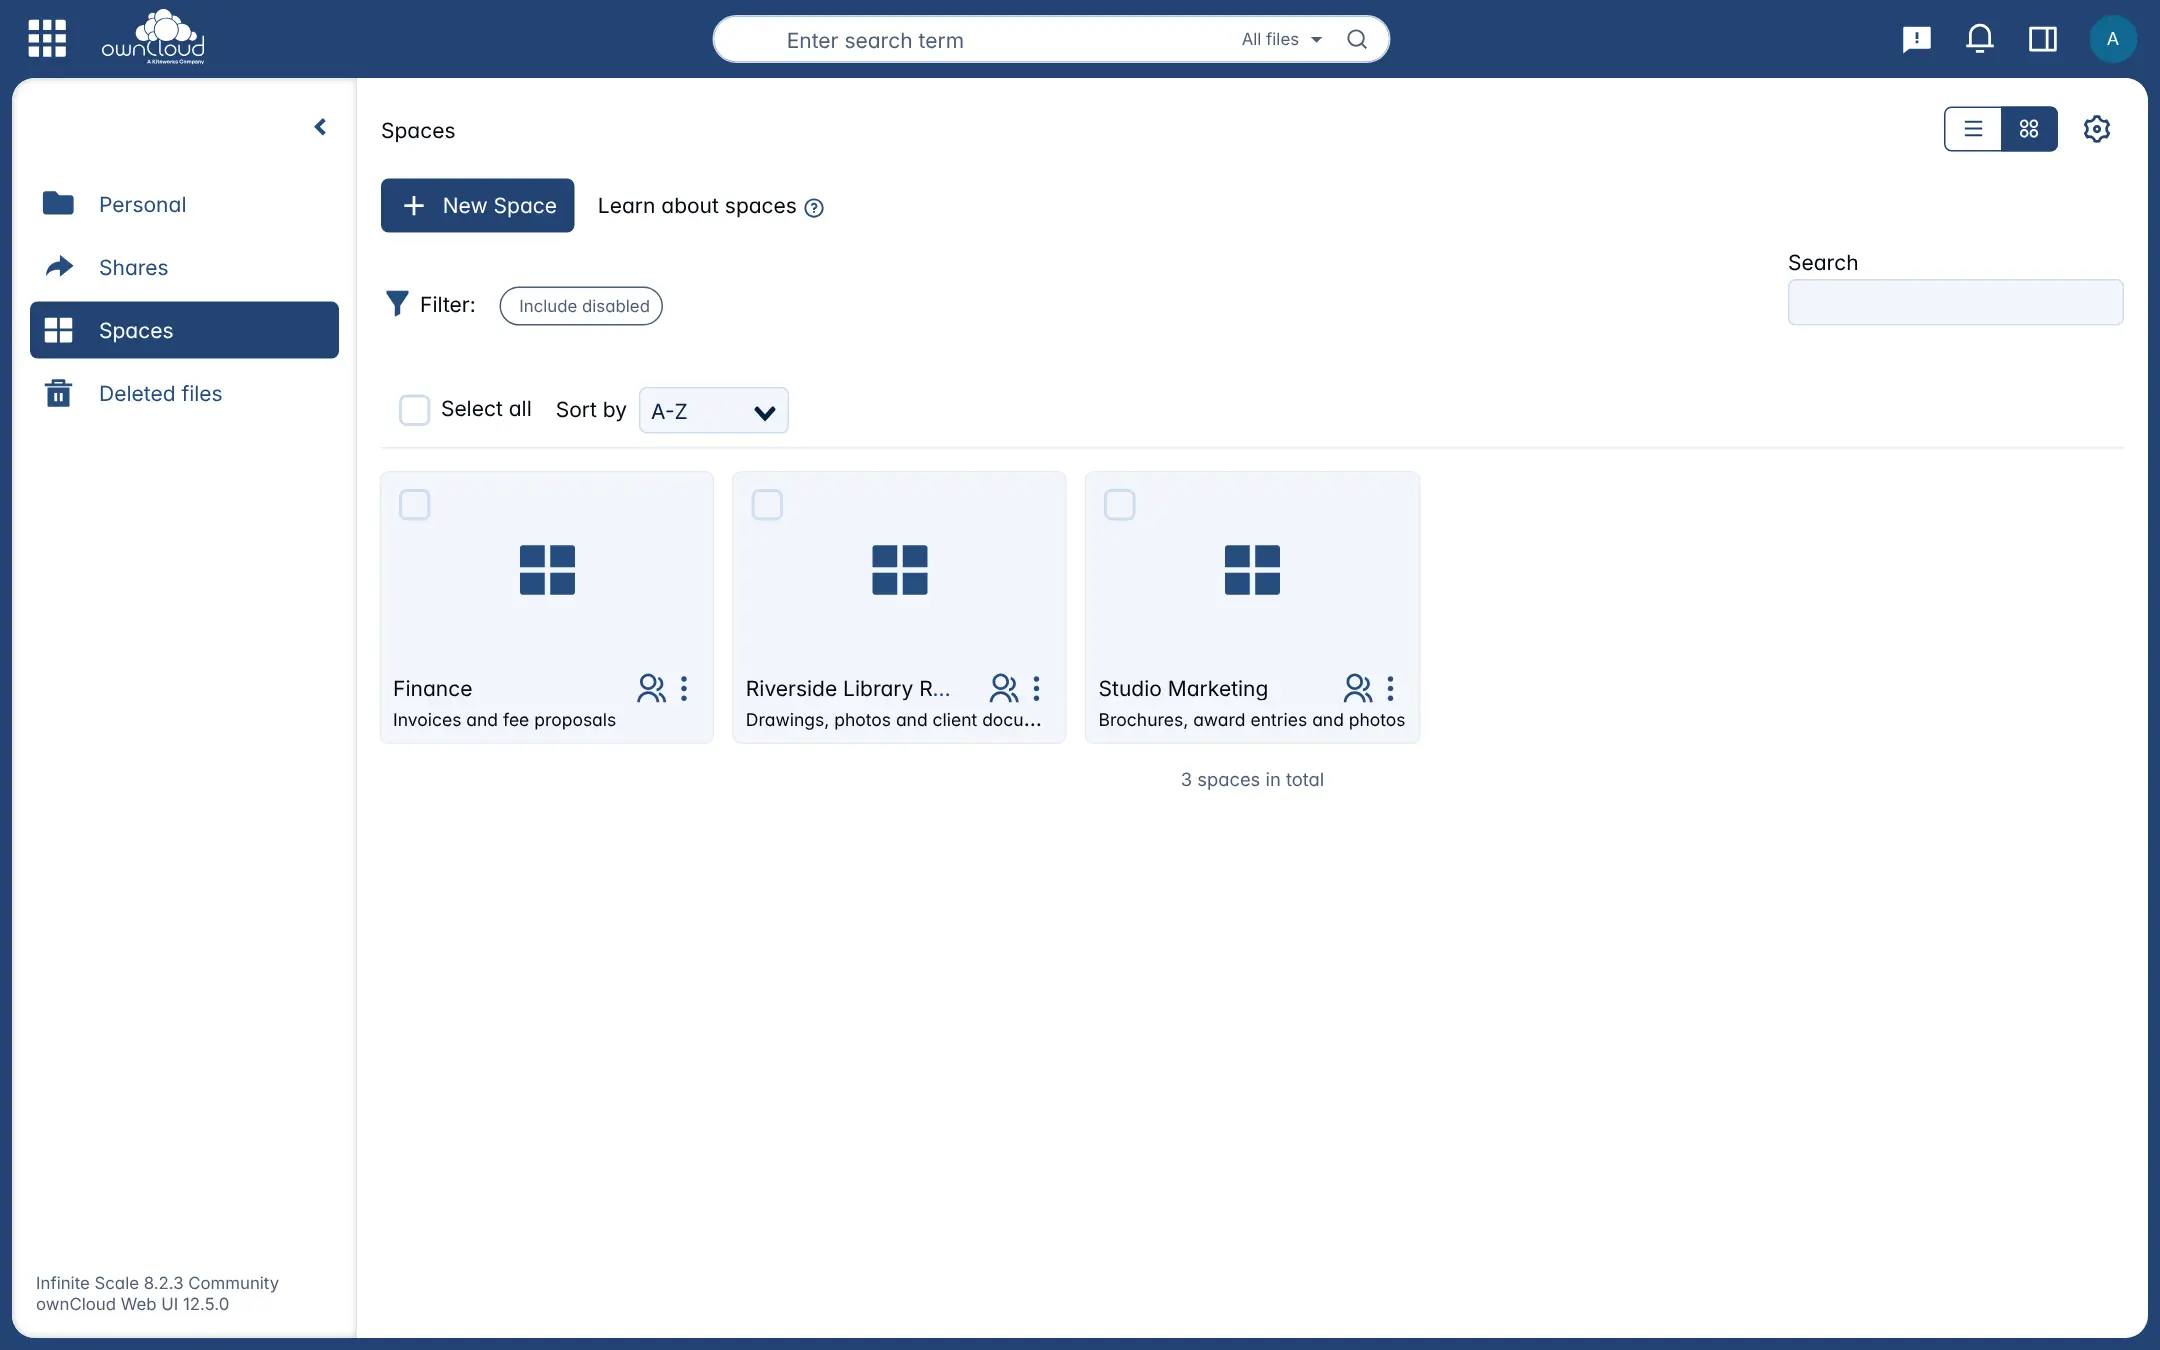 ownCloud
A Kiteworks Company
Enter search term
All files
A
Personal
Shares
Spaces
Deleted files
Spaces
New Space
Learn about spaces
Search
Filter:
Include disabled
Select all
Sort by
A-Z
Finance
Invoices and fee proposals
Riverside Library R...
Drawings, photos and client docu...
Studio Marketing
Brochures, award entries and photos
3 spaces in total
Infinite Scale 8.2.3 Community
ownCloud Web UI 12.5.0